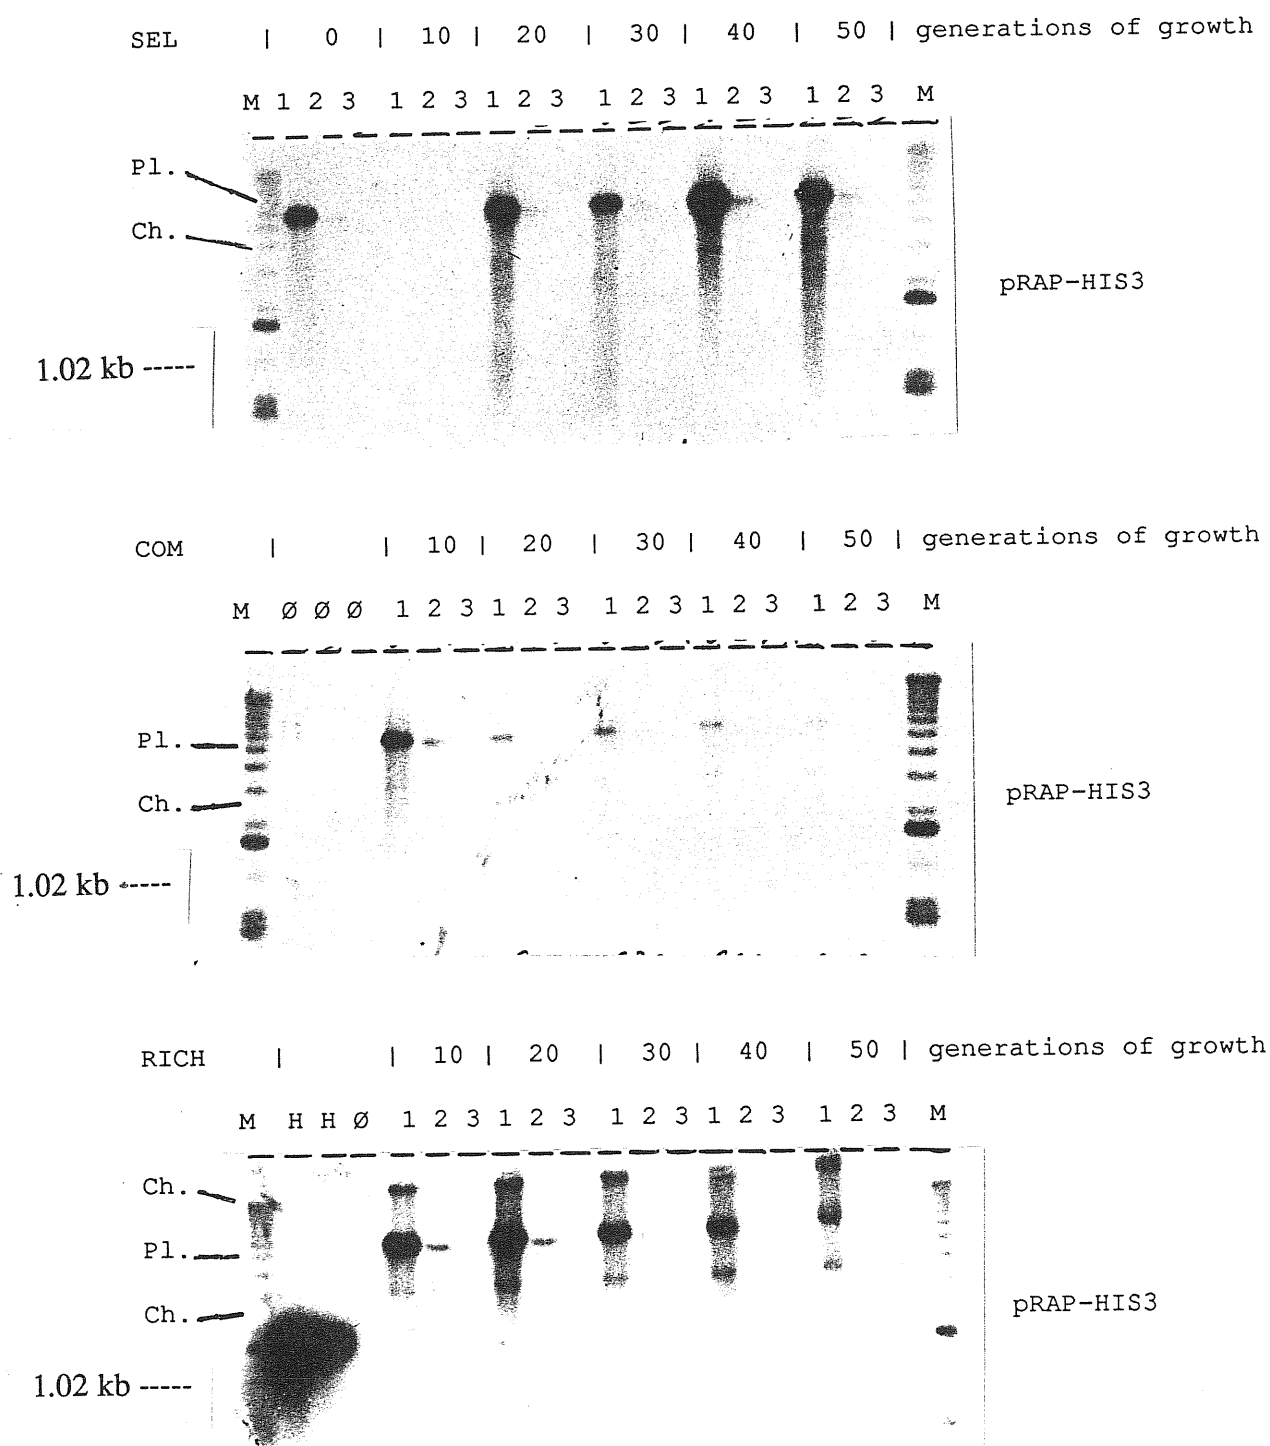 SEL | 0 | 10 | 20 | 30 | 40 | 50 | generations of growth
M 1 2 3 1 2 3 1 2 3 1 2 3 1 2 3 1 2 3 M
Pl.
Ch.
pRAP-HIS3
1.02 kb -----
COM | | 10 | 20 | 30 | 40 | 50 | generations of growth
M Ø Ø Ø 1 2 3 1 2 3 1 2 3 1 2 3 1 2 3 M
Pl.
Ch.
pRAP-HIS3
1.02 kb -----
RICH | | 10 | 20 | 30 | 40 | 50 | generations of growth
M H H Ø 1 2 3 1 2 3 1 2 3 1 2 3 1 2 3 M
Ch.
Pl.
Ch.
pRAP-HIS3
1.02 kb -----